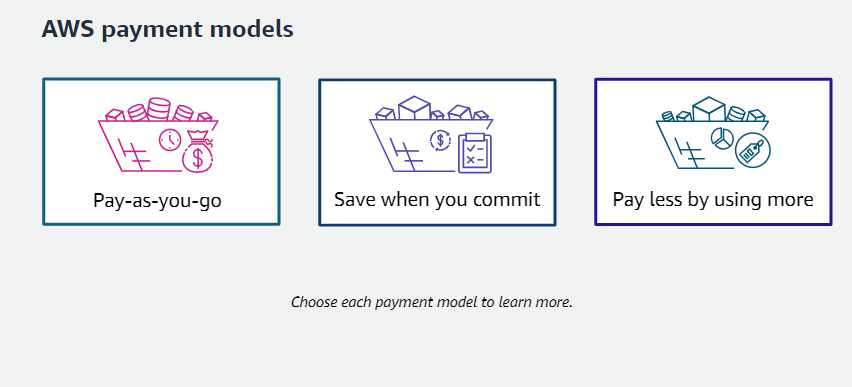 AWS payment models
Pay-as-you-go
Save when you commit
Pay less by using more
Choose each payment model to learn more.